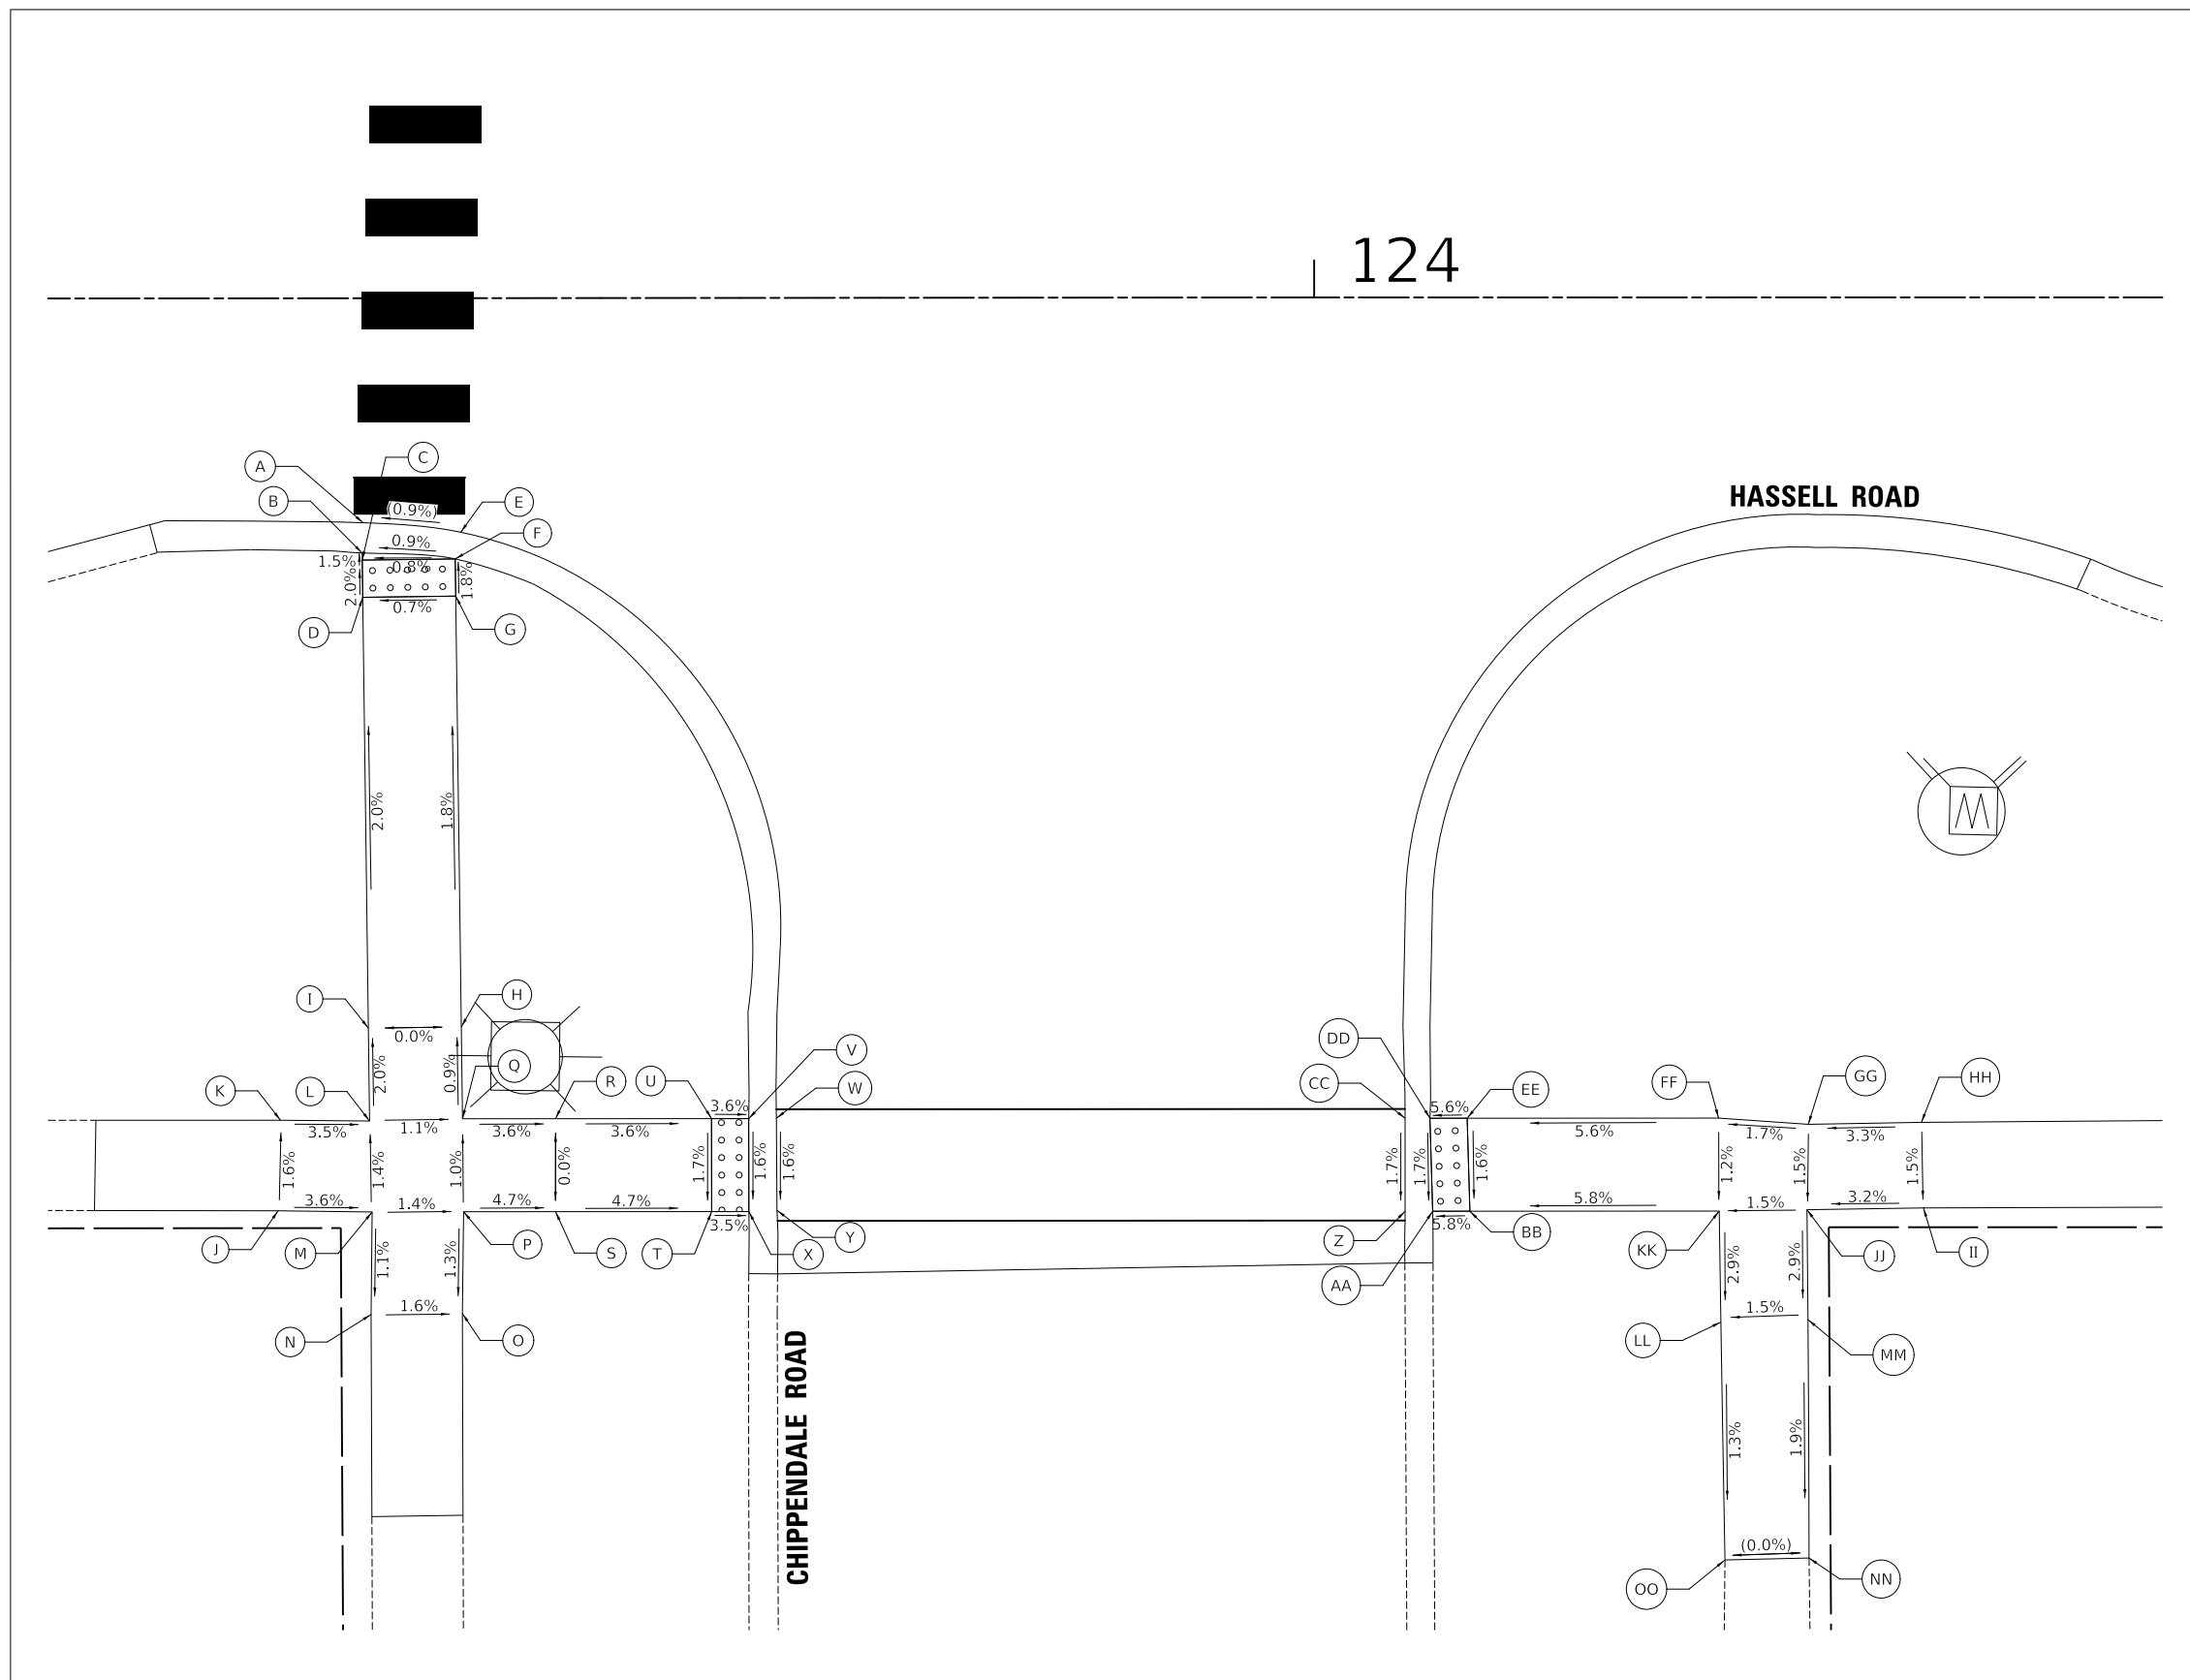 124
C
A
HASSELL ROAD
B
E
(0.9%)
F
0.9%
1.5%
0.8%
2.0%
1.8%
0.7%
D
G
2.0%
1.8%
I
H
0.0%
Q
2.0%
0.9%
K
L
R
U
V
W
DD
CC
EE
FF
GG
HH
3.5%
1.1%
3.6%
3.6%
3.6%
5.6%
5.6%
1.7%
3.3%
1.6%
1.4%
1.0%
0.0%
1.7%
1.6%
1.6%
1.7%
1.7%
1.6%
1.2%
1.5%
1.5%
3.6%
1.4%
4.7%
4.7%
3.5%
5.8%
5.8%
1.5%
3.2%
J
M
P
S
T
X
Y
Z
BB
KK
JJ
II
1.1%
1.3%
AA
2.9%
2.9%
1.6%
1.5%
N
O
LL
MM
CHIPPENDALE ROAD
1.3%
1.9%
(0.0%)
OO
NN